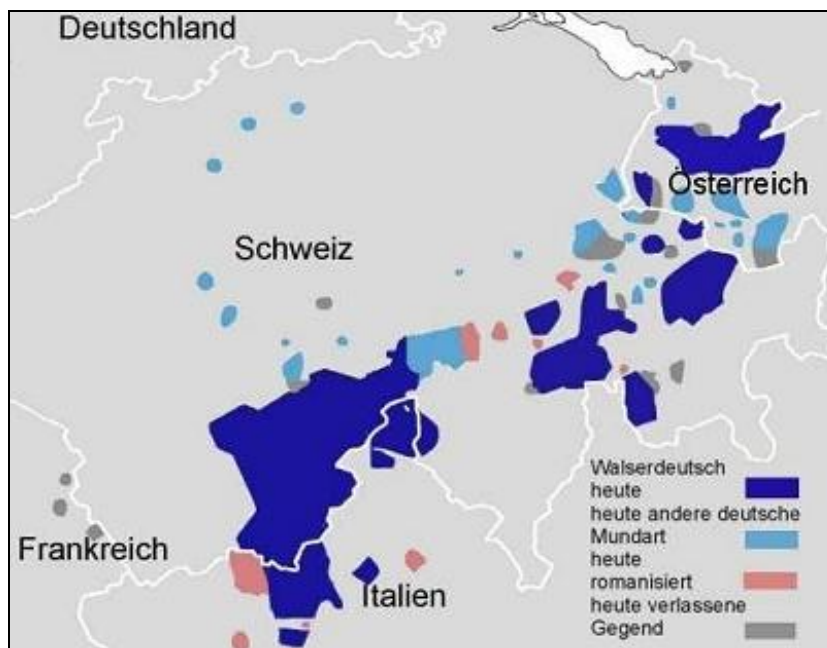 Deutschland
Österreich
Schweiz
Frankreich
Italien
Walserdeutsch
heute
heute andere deutsche
Mundart
heute
romanisiert
heute verlassene
Gegend